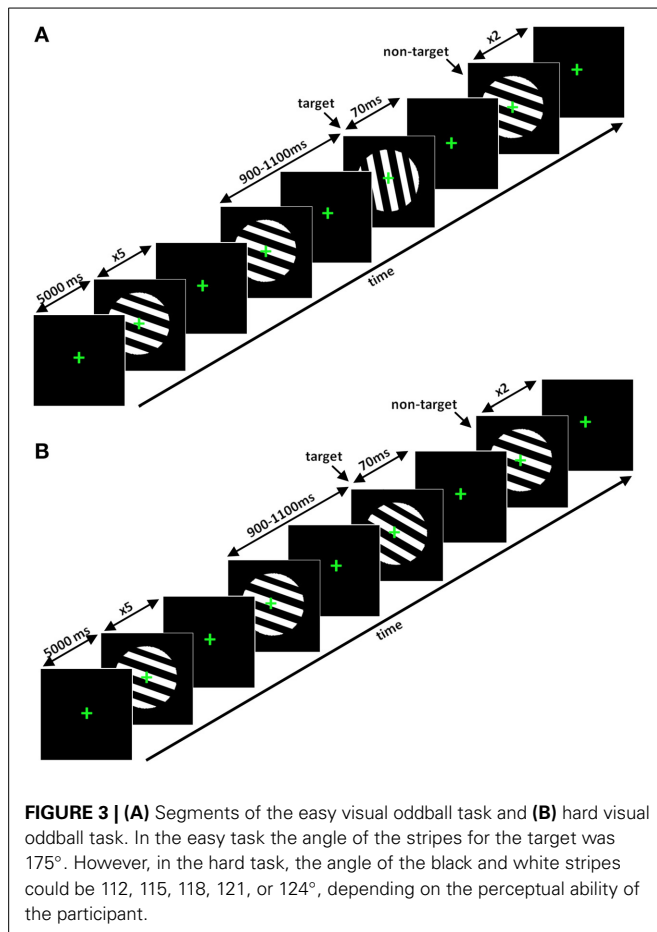 A
x2
non-target
70ms
target
900-1100ms
x5
5000 ms
time
B
x2
non-target
70ms
target
900-1100ms
x5
5000 ms
time
FIGURE 3 | (A) Segments of the easy visual oddball task and (B) hard visual
oddball task. In the easy task the angle of the stripes for the target was
175°. However, in the hard task, the angle of the black and white stripes
could be 112, 115, 118, 121, or 124°, depending on the perceptual ability of
the participant.